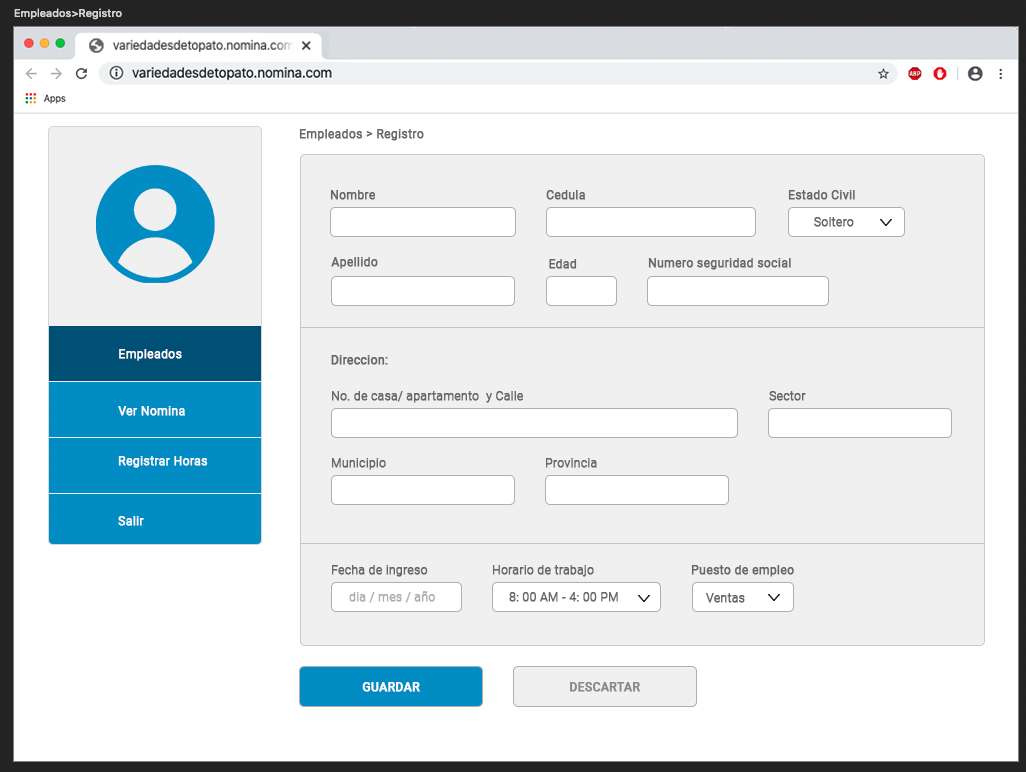 Empleados>Registro
variedadesdetopato.nomina.com
variedadesdetopato.nomina.com
ABP
Apps
Empleados > Registro
Nombre
Cedula
Estado Civil
Soltero
Apellido
Edad
Numero seguridad social
Empleados
Direccion:
Ver Nomina
No. de casa/ apartamento y Calle
Sector
Registrar Horas
Municipio
Provincia
Salir
Fecha de ingreso
Horario de trabajo
Puesto de empleo
dia / mes / año
8: 00 AM - 4: 00 PM
Ventas
GUARDAR
DESCARTAR